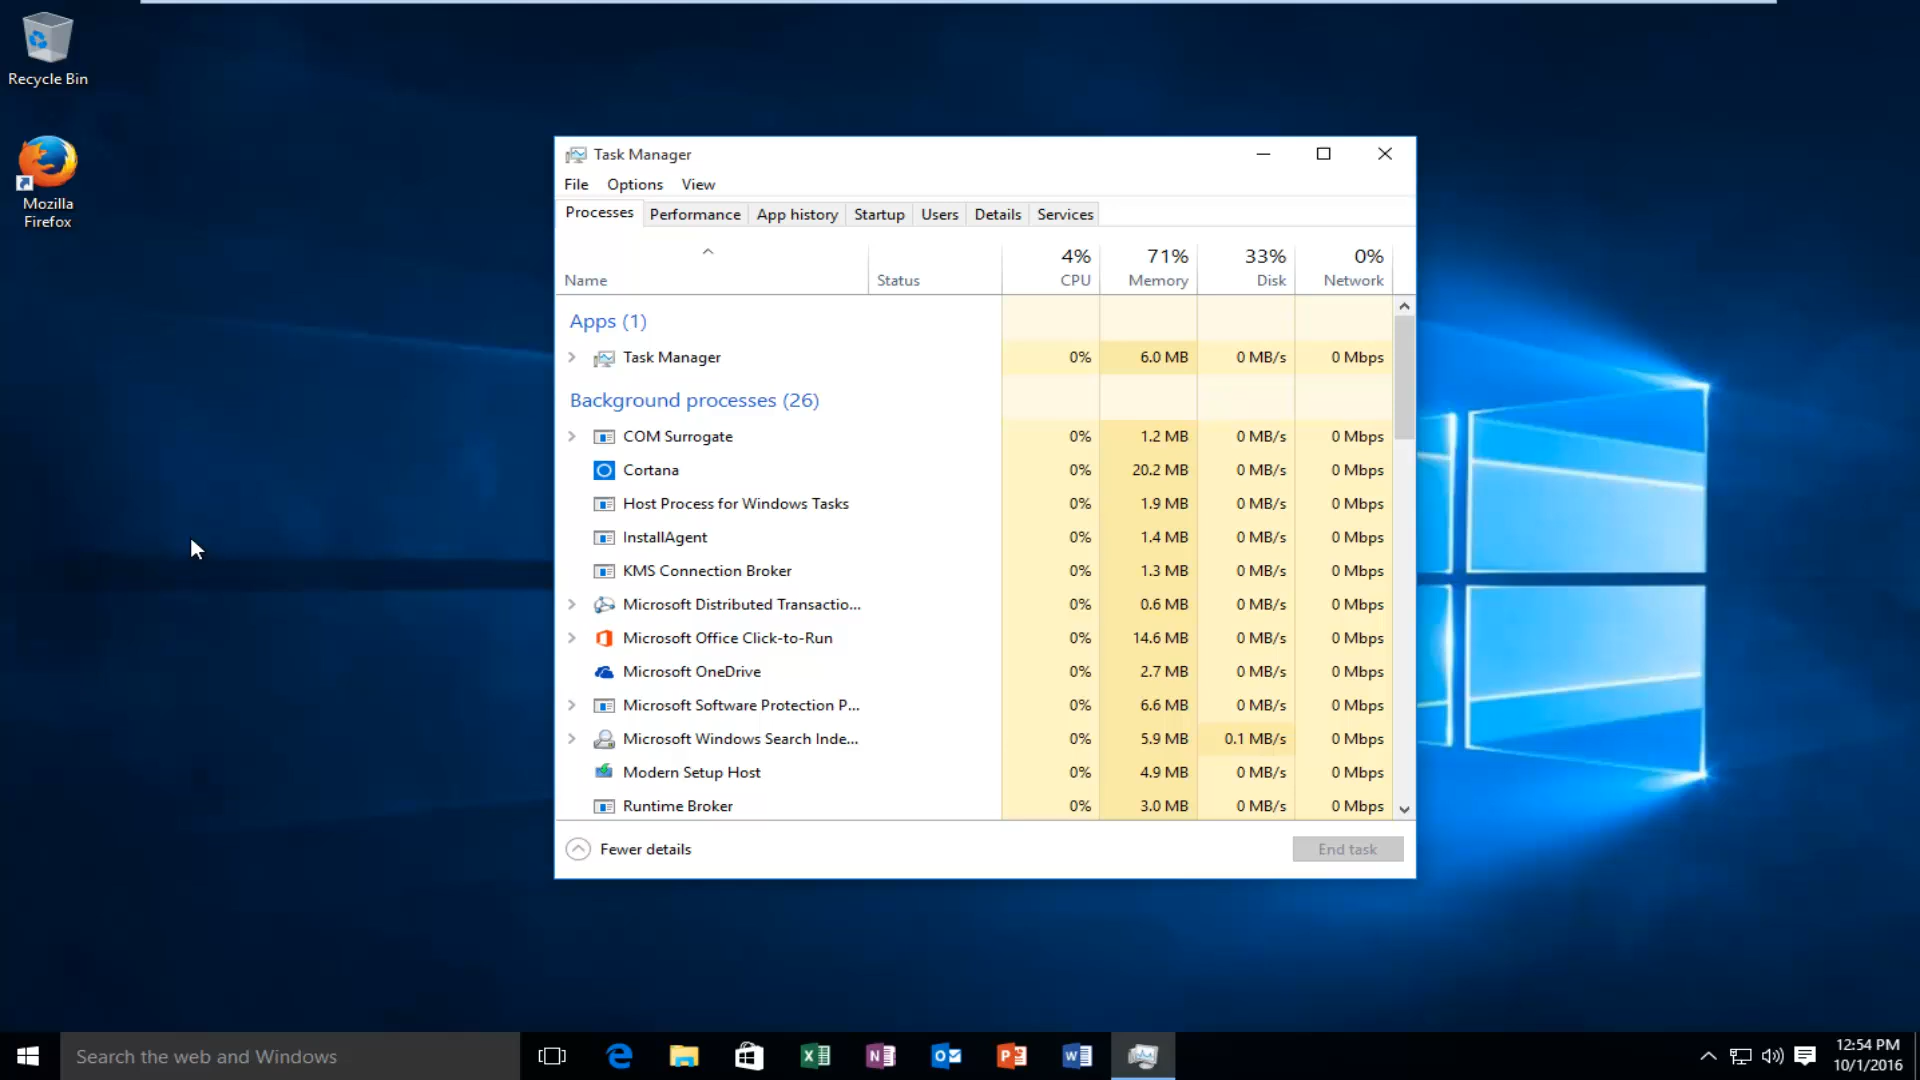 Recycle Bin
Mozilla
Firefox
Task Manager
File Options View
Processes Performance App history Startup Users Details Services
4% 71% 33% 0%
Name Status CPU Memory Disk Network
Apps (1)
Task Manager 0% 6.0 MB 0 MB/s 0 Mbps
Background processes (26)
COM Surrogate 0% 1.2 MB 0 MB/s 0 Mbps
Cortana 0% 20.2 MB 0 MB/s 0 Mbps
Host Process for Windows Tasks 0% 1.9 MB 0 MB/s 0 Mbps
InstallAgent 0% 1.4 MB 0 MB/s 0 Mbps
KMS Connection Broker 0% 1.3 MB 0 MB/s 0 Mbps
Microsoft Distributed Transactio... 0% 0.6 MB 0 MB/s 0 Mbps
Microsoft Office Click-to-Run 0% 14.6 MB 0 MB/s 0 Mbps
Microsoft OneDrive 0% 2.7 MB 0 MB/s 0 Mbps
Microsoft Software Protection P... 0% 6.6 MB 0 MB/s 0 Mbps
Microsoft Windows Search Inde... 0% 5.9 MB 0.1 MB/s 0 Mbps
Modern Setup Host 0% 4.9 MB 0 MB/s 0 Mbps
Runtime Broker 0% 3.0 MB 0 MB/s 0 Mbps
Fewer details End task
Search the web and Windows
12:54 PM
10/1/2016